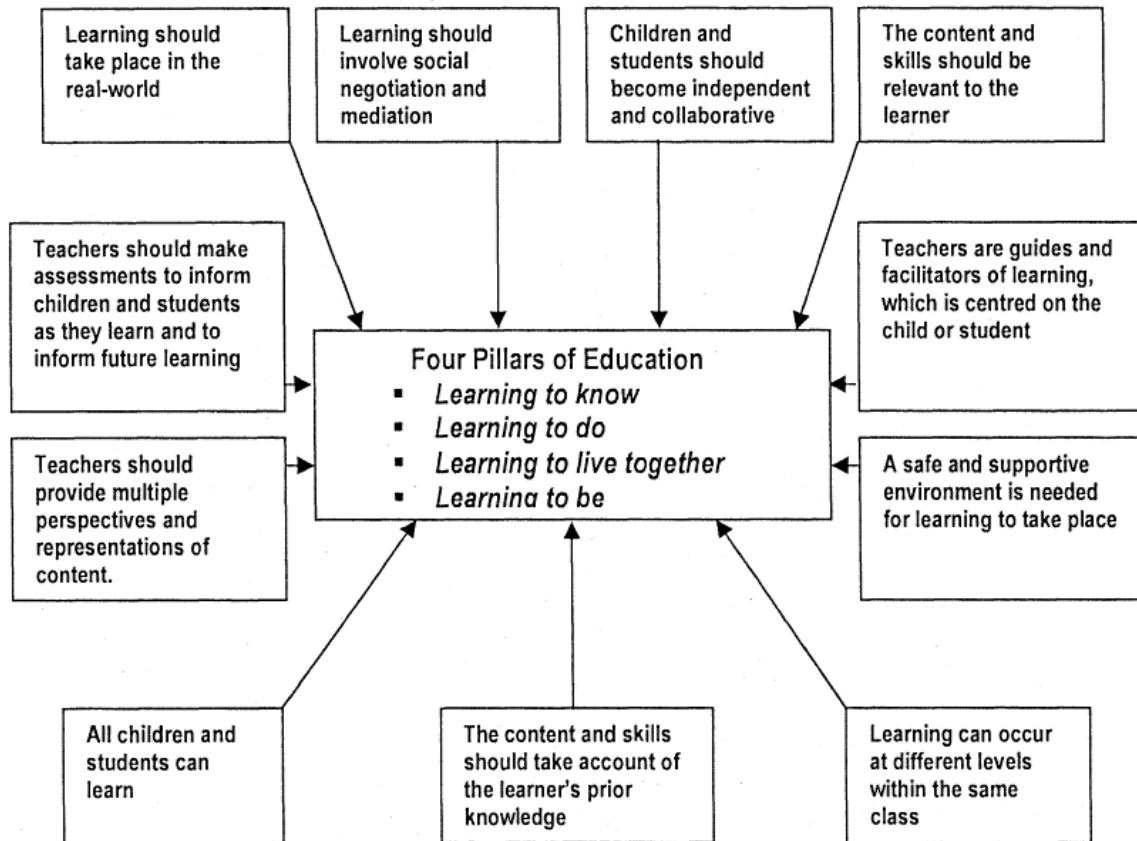 Learning should
take place in the
real-world
Learning should
involve social
negotiation and
mediation
Children and
students should
become independent
and collaborative
The content and
skills should be
relevant to the
learner
Teachers should make
assessments to inform
children and students
as they learn and to
inform future learning
Teachers are guides and
facilitators of learning,
which is centred on the
child or student
Four Pillars of Education
▪ Learning to know
▪ Learning to do
▪ Learning to live together
▪ Learning to be
Teachers should
provide multiple
perspectives and
representations of
content.
A safe and supportive
environment is needed
for learning to take place
All children and
students can
learn
The content and skills
should take account of
the learner's prior
knowledge
Learning can occur
at different levels
within the same
class